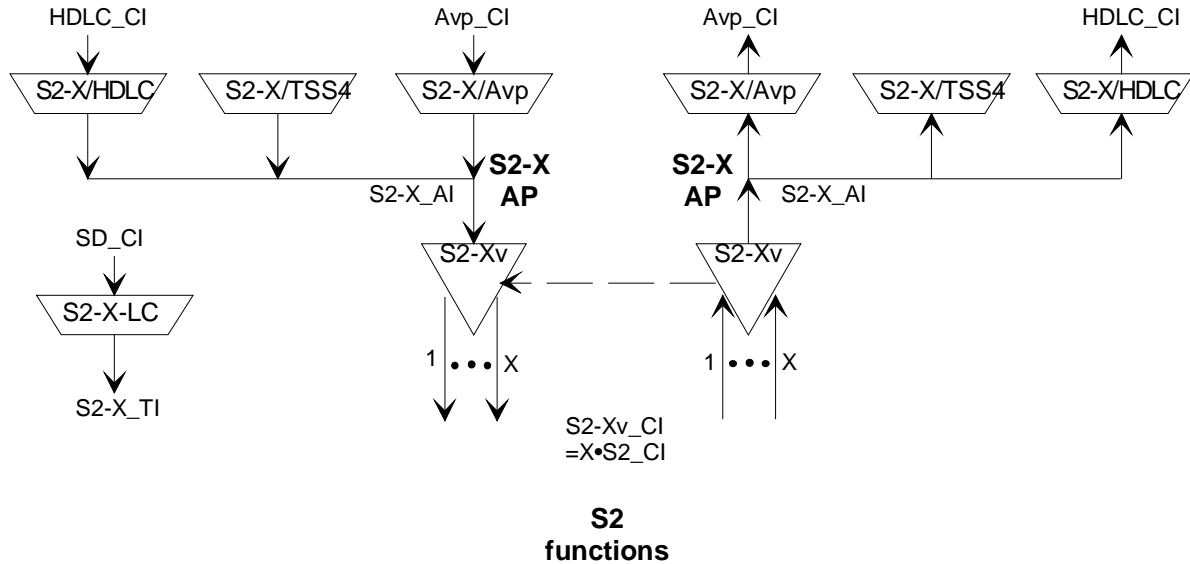 HDLC_CI Avp_CI Avp_CI HDLC_CI
S2-X/HDLC S2-X/TSS4 S2-X/Avp S2-X/Avp S2-X/TSS4 S2-X/HDLC
S2-X
AP
S2-X
AP
S2-X_AI S2-X_AI
SD_CI
S2-Xv S2-Xv
S2-X-LC
1 ••• X 1 ••• X
S2-X_TI
S2-Xv_CI
=X•S2_CI
S2
functions